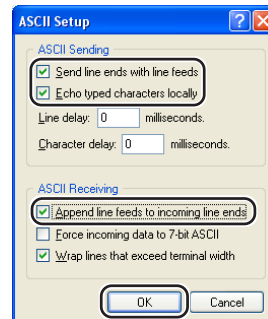 ASCII Setup
ASCII Sending
Send line ends with line feeds
Echo typed characters locally
Line delay: 0 milliseconds.
Character delay: 0 milliseconds.
ASCII Receiving
Append line feeds to incoming line ends
Force incoming data to 7-bit ASCII
Wrap lines that exceed terminal width
OK Cancel